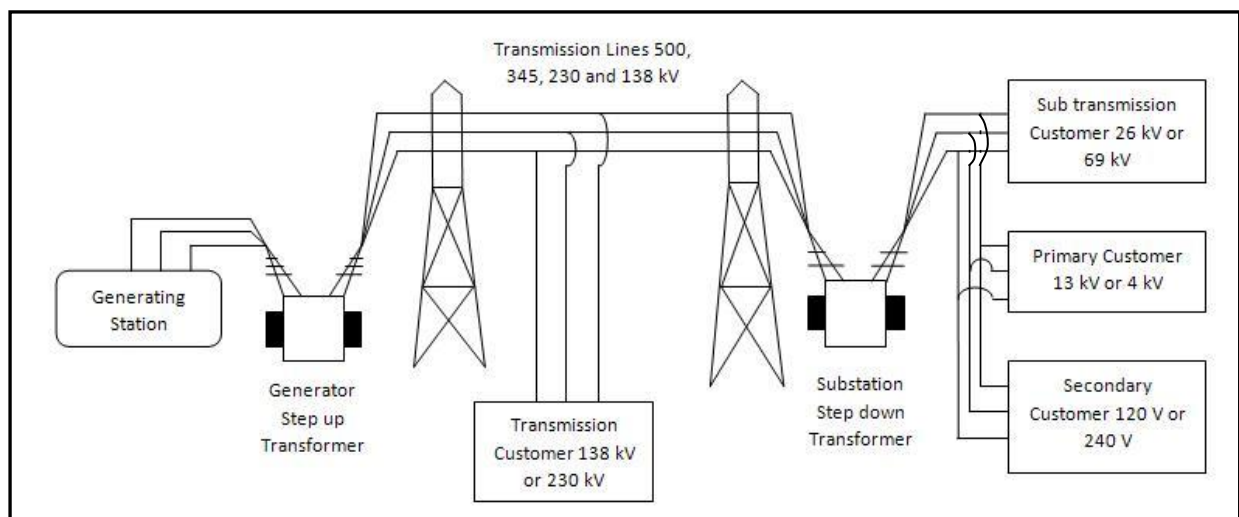 Transmission Lines 500,
345, 230 and 138 kV
Generating
Station
Generator
Step up
Transformer
Transmission
Customer 138 kV
or 230 kV
Substation
Step down
Transformer
Sub transmission
Customer 26 kV or
69 kV
Primary Customer
13 kV or 4 kV
Secondary
Customer 120 V or
240 V